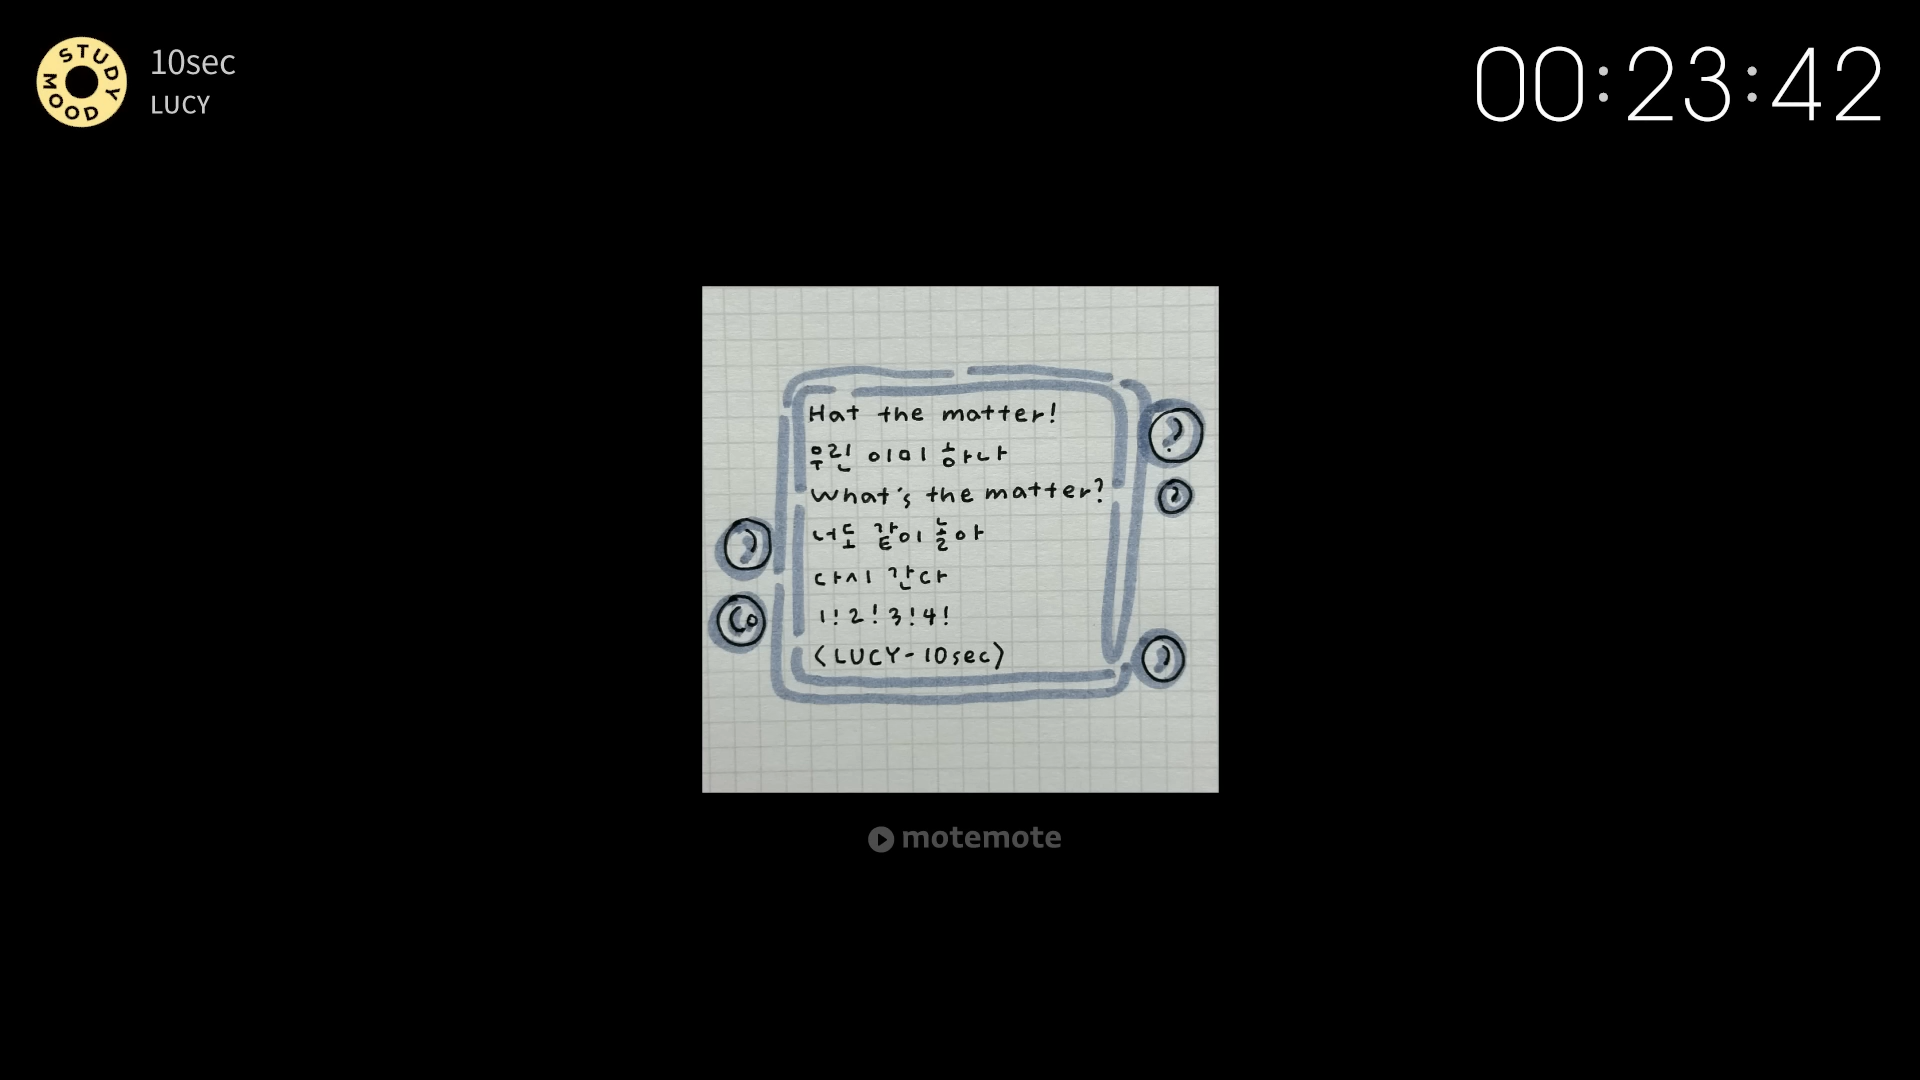 STUDY MOOD
10sec
LUCY
00:23:42
Hat the matter!
우린 이미 하나
What's the matter?
너도 같이 놀아
다시 간다
1!2!3!4!
<LUCY-10sec>
motemote